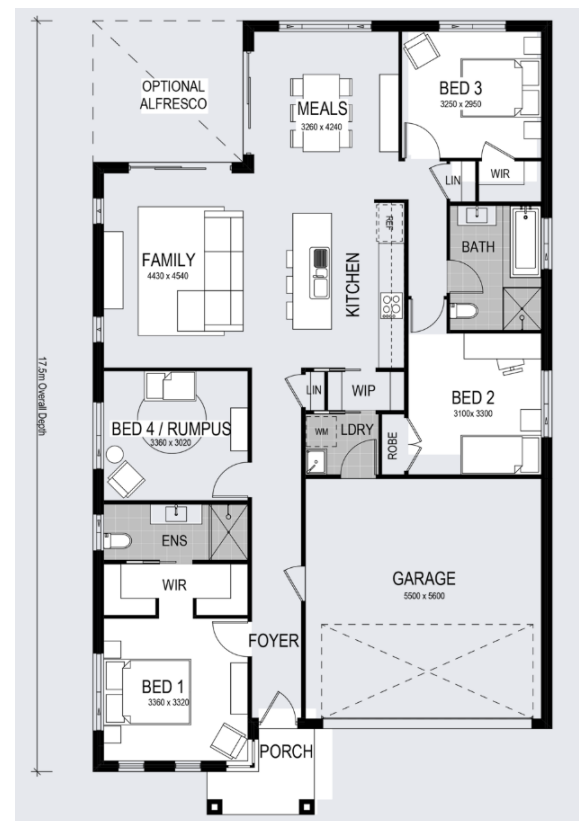 OPTIONAL
ALFRESCO
MEALS
3260 x 4240
BED 3
3250 x 2950
LIN
WIR
BATH
FAMILY
4430 x 4540
KITCHEN
REF
17.5m Overall Depth
LIN
WIP
BED 2
3100x 3300
BED 4 / RUMPUS
3360 x 3020
WM
LDRY
ROBE
ENS
WIR
GARAGE
5500 x 5600
FOYER
BED 1
3360 x 3320
PORCH